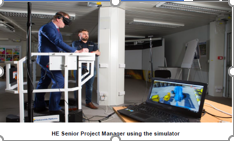 HE Senior Project Manager using the simulator